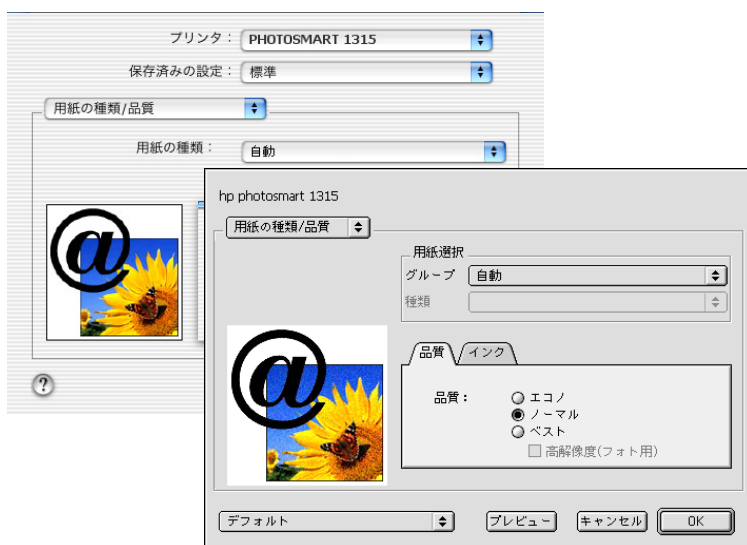 プリンタ： PHOTOSMART 1315
保存済みの設定： 標準
用紙の種類/品質
用紙の種類： 自動
@
?
hp photosmart 1315
用紙の種類/品質
用紙選択
グループ 自動
種類
@
品質 インク
品質： エコノ
ノーマル
ベスト
高解像度(フォト用)
デフォルト プレビュー キャンセル OK